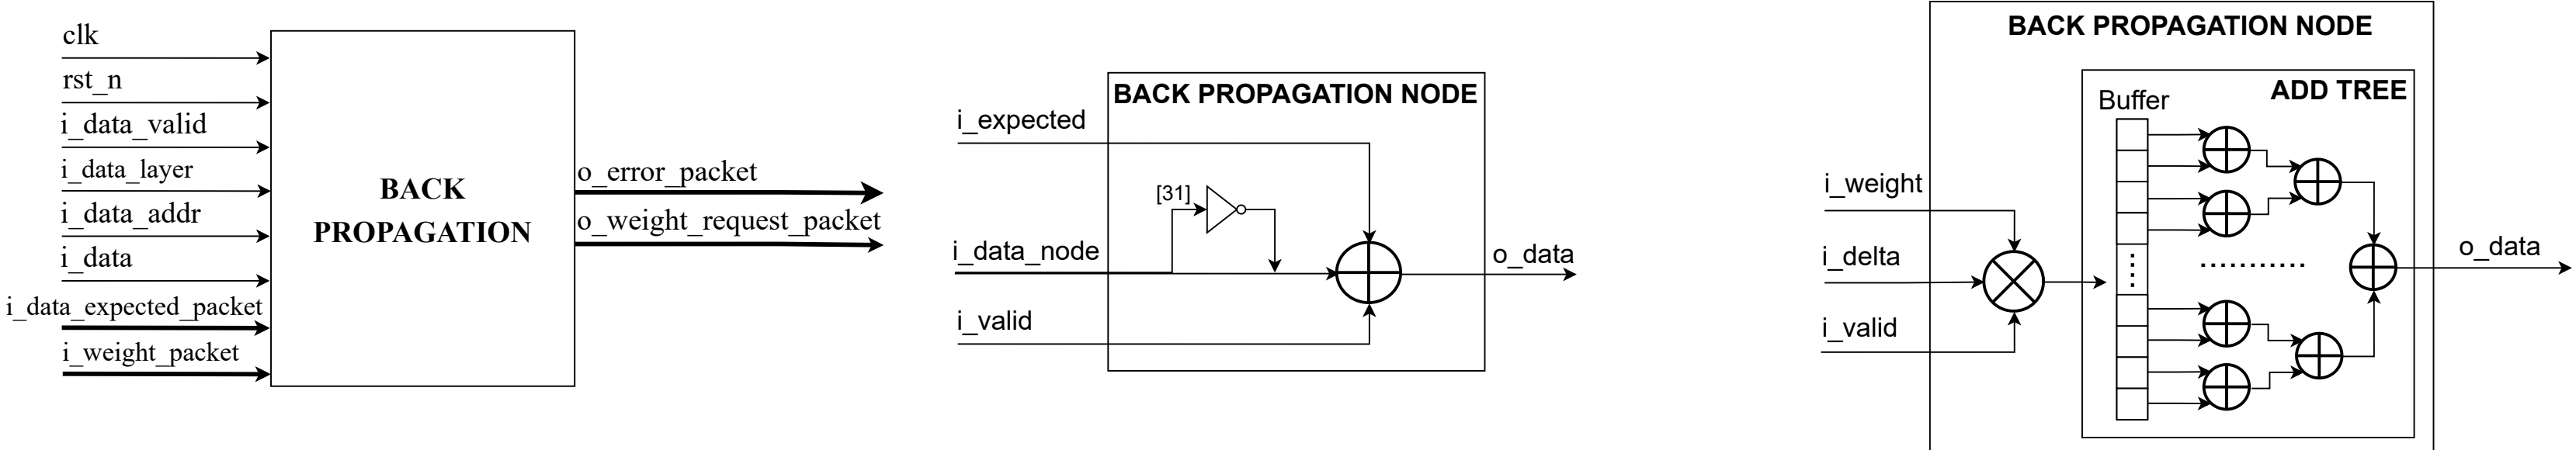 clk
rst_n
i_data_valid
i_data_layer
i_data_addr
i_data
i_data_expected_packet
i_weight_packet
BACK
PROPAGATION
o_error_packet
o_weight_request_packet
BACK PROPAGATION NODE
i_expected
[31]
i_data_node
i_valid
o_data
BACK PROPAGATION NODE
ADD TREE
Buffer
i_weight
i_delta
i_valid
o_data